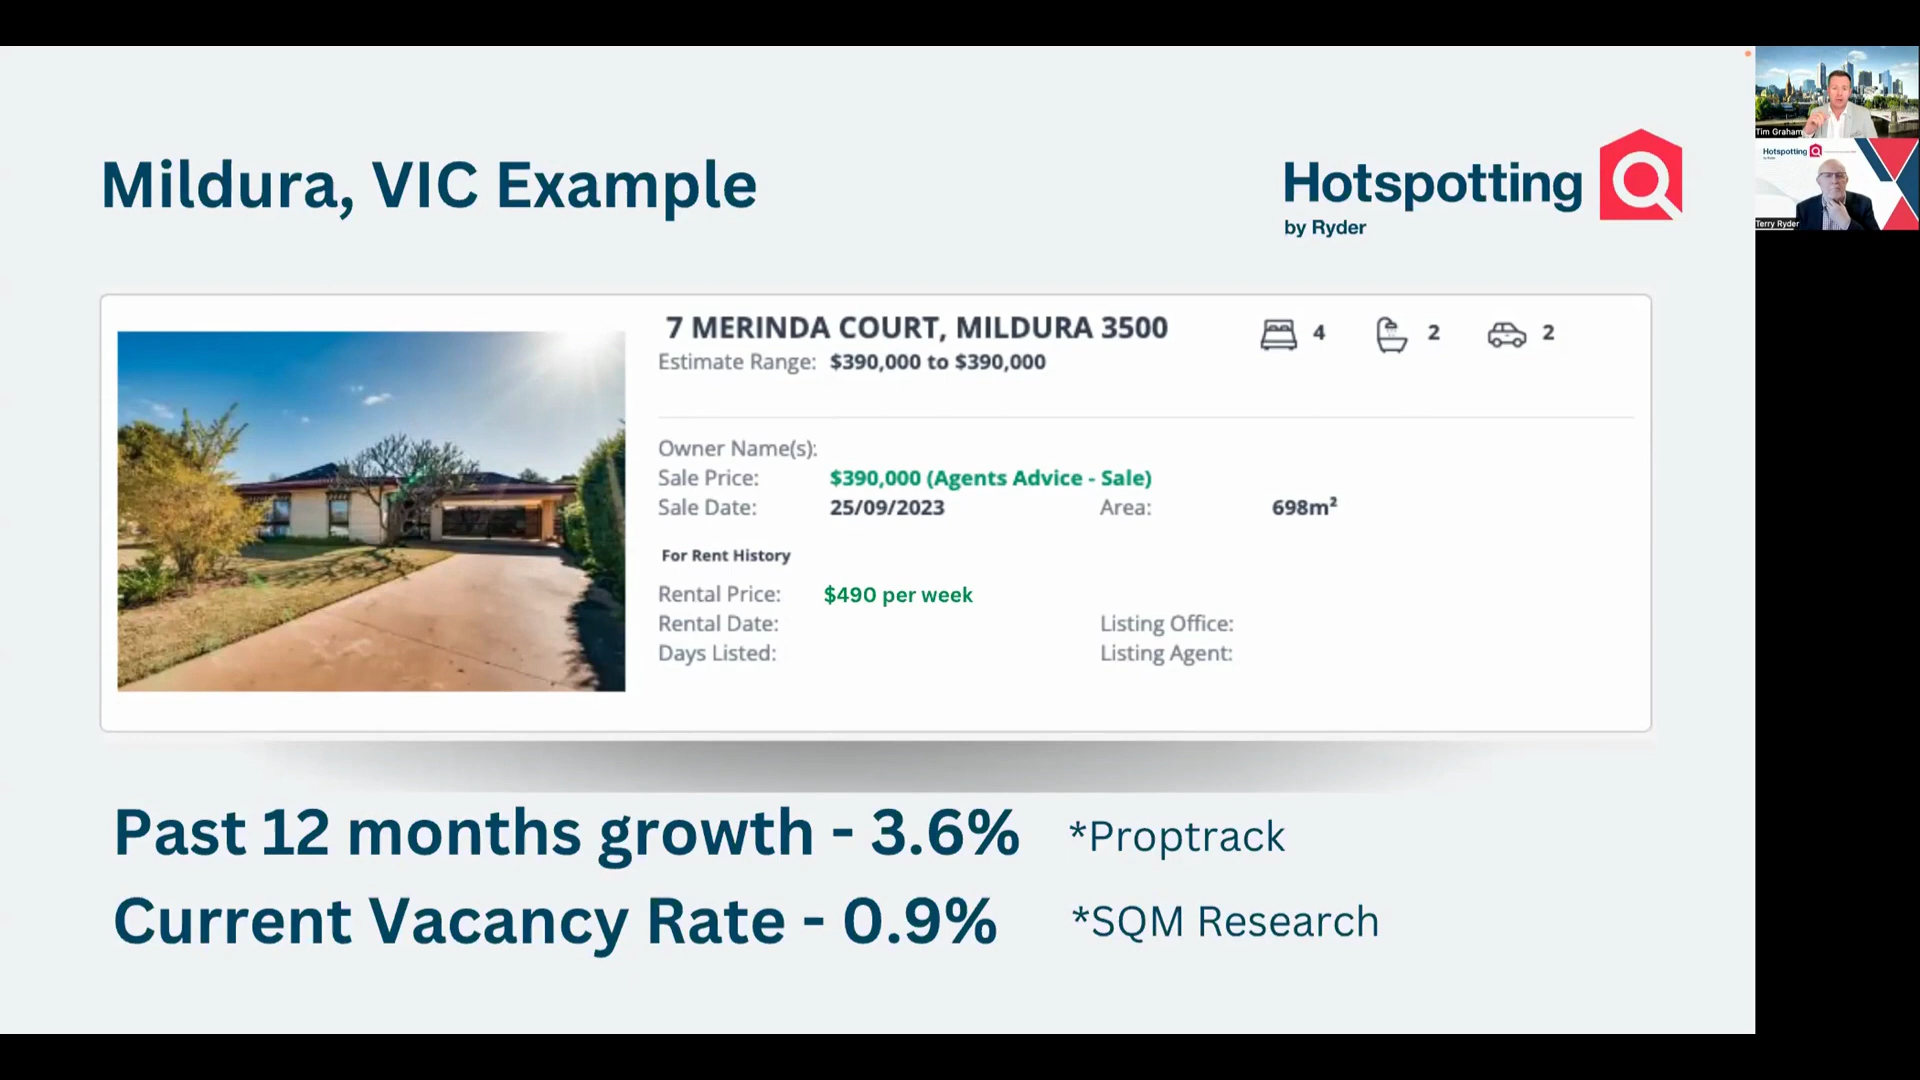 Mildura, VIC Example
Hotspotting
by Ryder
7 MERINDA COURT, MILDURA 3500
4 2 2
Estimate Range: $390,000 to $390,000
Owner Name(s):
Sale Price: $390,000 (Agents Advice - Sale)
Sale Date: 25/09/2023 Area: 698m²
For Rent History
Rental Price: $490 per week
Rental Date: Listing Office:
Days Listed: Listing Agent:
Past 12 months growth - 3.6% *Proptrack
Current Vacancy Rate - 0.9% *SQM Research
Tim Graham
Hotspotting
Terry Ryder